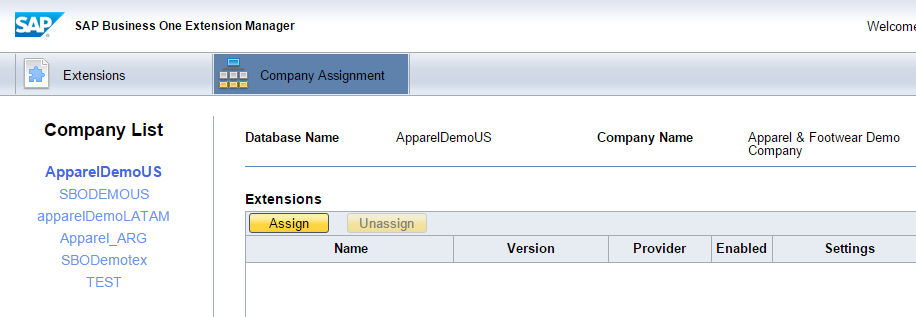 SAP SAP Business One Extension Manager
Welcome
Extensions Company Assignment
Company List
Database Name ApparelDemoUS Company Name Apparel & Footwear Demo
Company
ApparelDemoUS
SBODEMOUS
apparelDemoLATAM
Apparel_ARG
SBODemotex
TEST
Extensions
Assign Unassign
Name Version Provider Enabled Settings